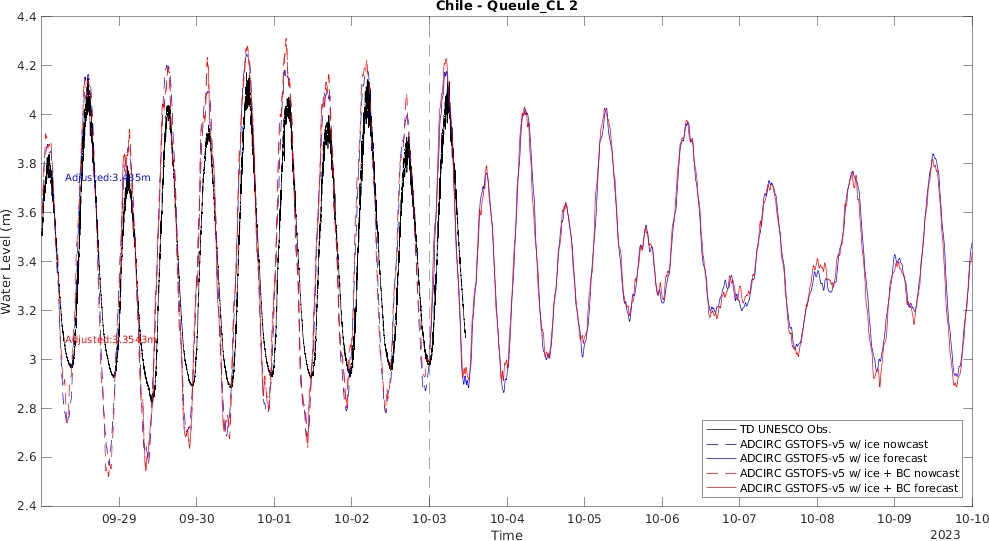 Chile - Queule_CL 2
4.4
4.2
4
3.8
3.6
3.4
3.2
3
2.8
2.6
2.4
Water Level (m)
Adjusted:3.3543m
09-29
09-30
10-01
10-02
10-03
10-04
10-05
10-06
10-07
10-08
10-09
10-10
Time
2023
TD UNESCO Obs.
ADCIRC GSTOFS-v5 w/ ice nowcast
ADCIRC GSTOFS-v5 w/ ice forecast
ADCIRC GSTOFS-v5 w/ ice + BC nowcast
ADCIRC GSTOFS-v5 w/ ice + BC forecast